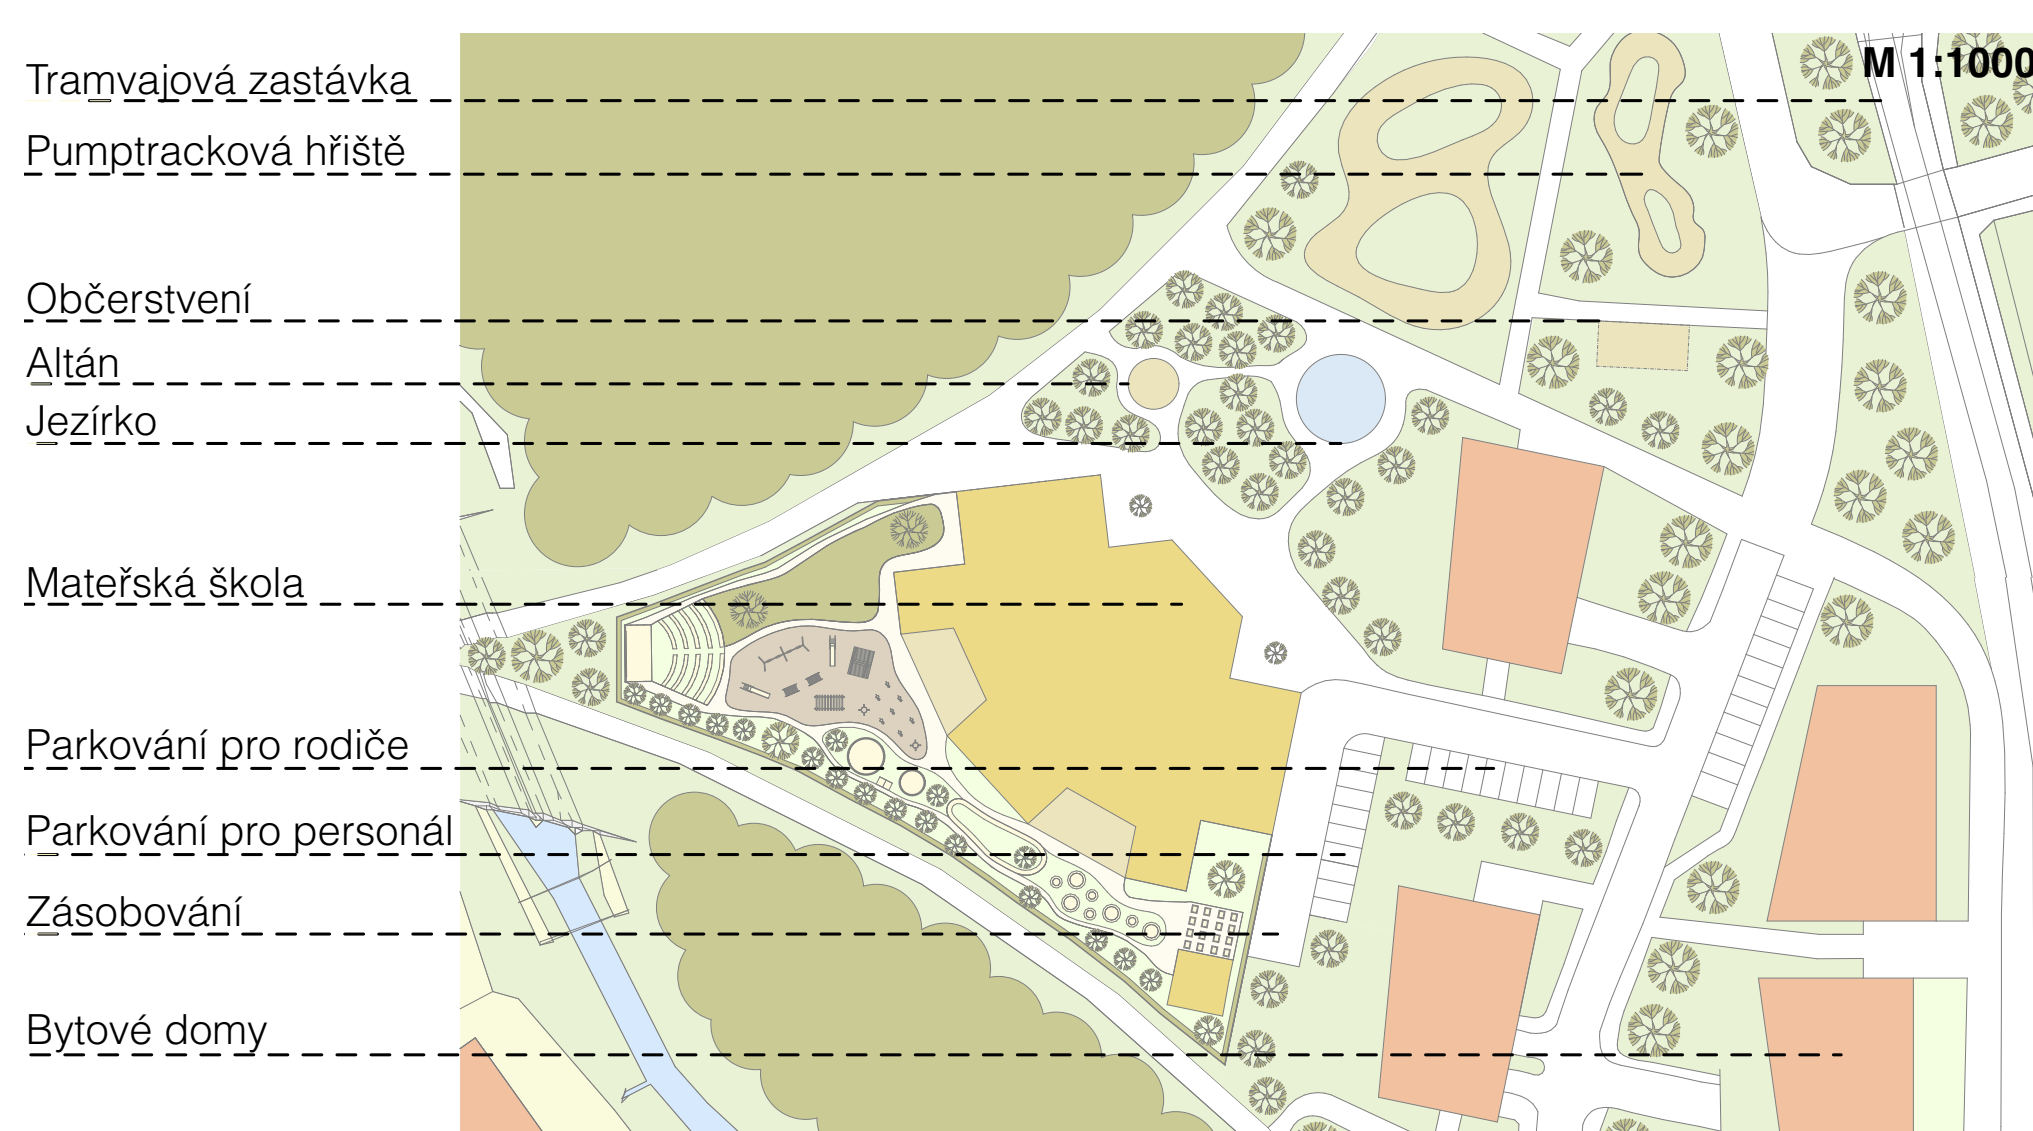 M 1:1000
Tramvajová zastávka
Pumptracková hřiště
Občerstvení
Altán
Jezírko
Mateřská škola
Parkování pro rodiče
Parkování pro personál
Zásobování
Bytové domy